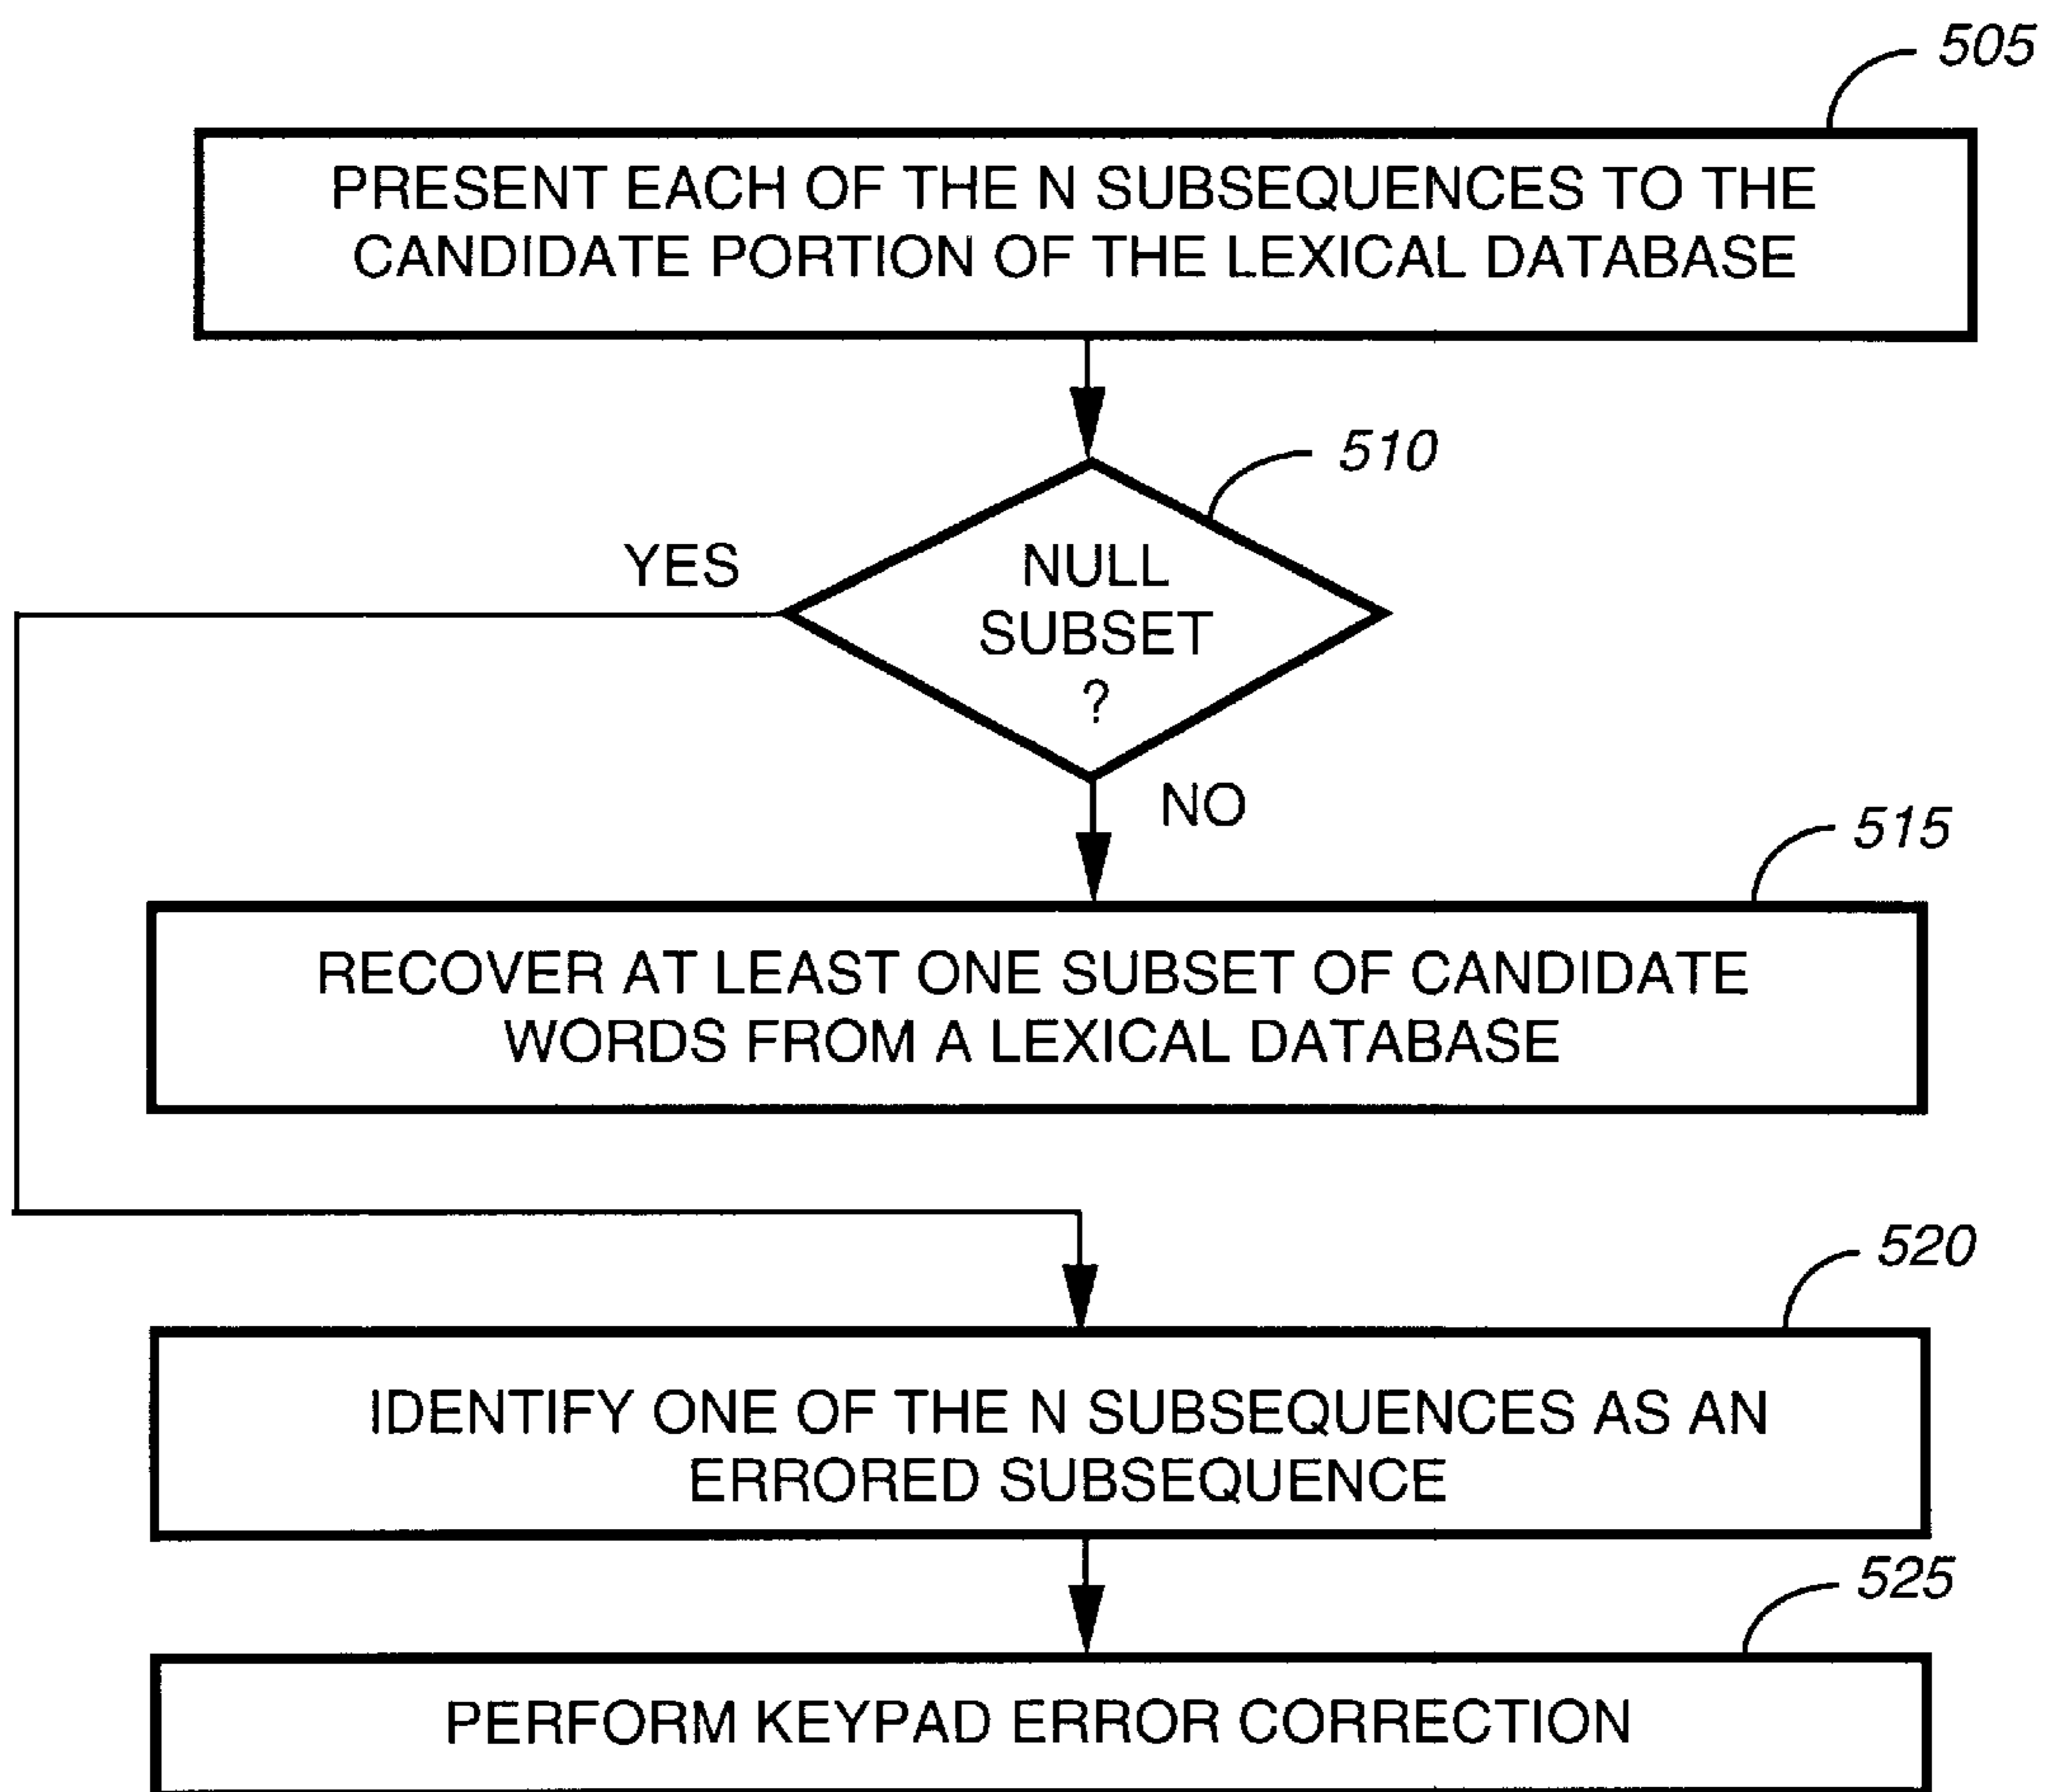 505
PRESENT EACH OF THE N SUBSEQUENCES TO THE
CANDIDATE PORTION OF THE LEXICAL DATABASE
510
YES
NULL
SUBSET
?
NO
515
RECOVER AT LEAST ONE SUBSET OF CANDIDATE
WORDS FROM A LEXICAL DATABASE
520
IDENTIFY ONE OF THE N SUBSEQUENCES AS AN
ERRORED SUBSEQUENCE
525
PERFORM KEYPAD ERROR CORRECTION